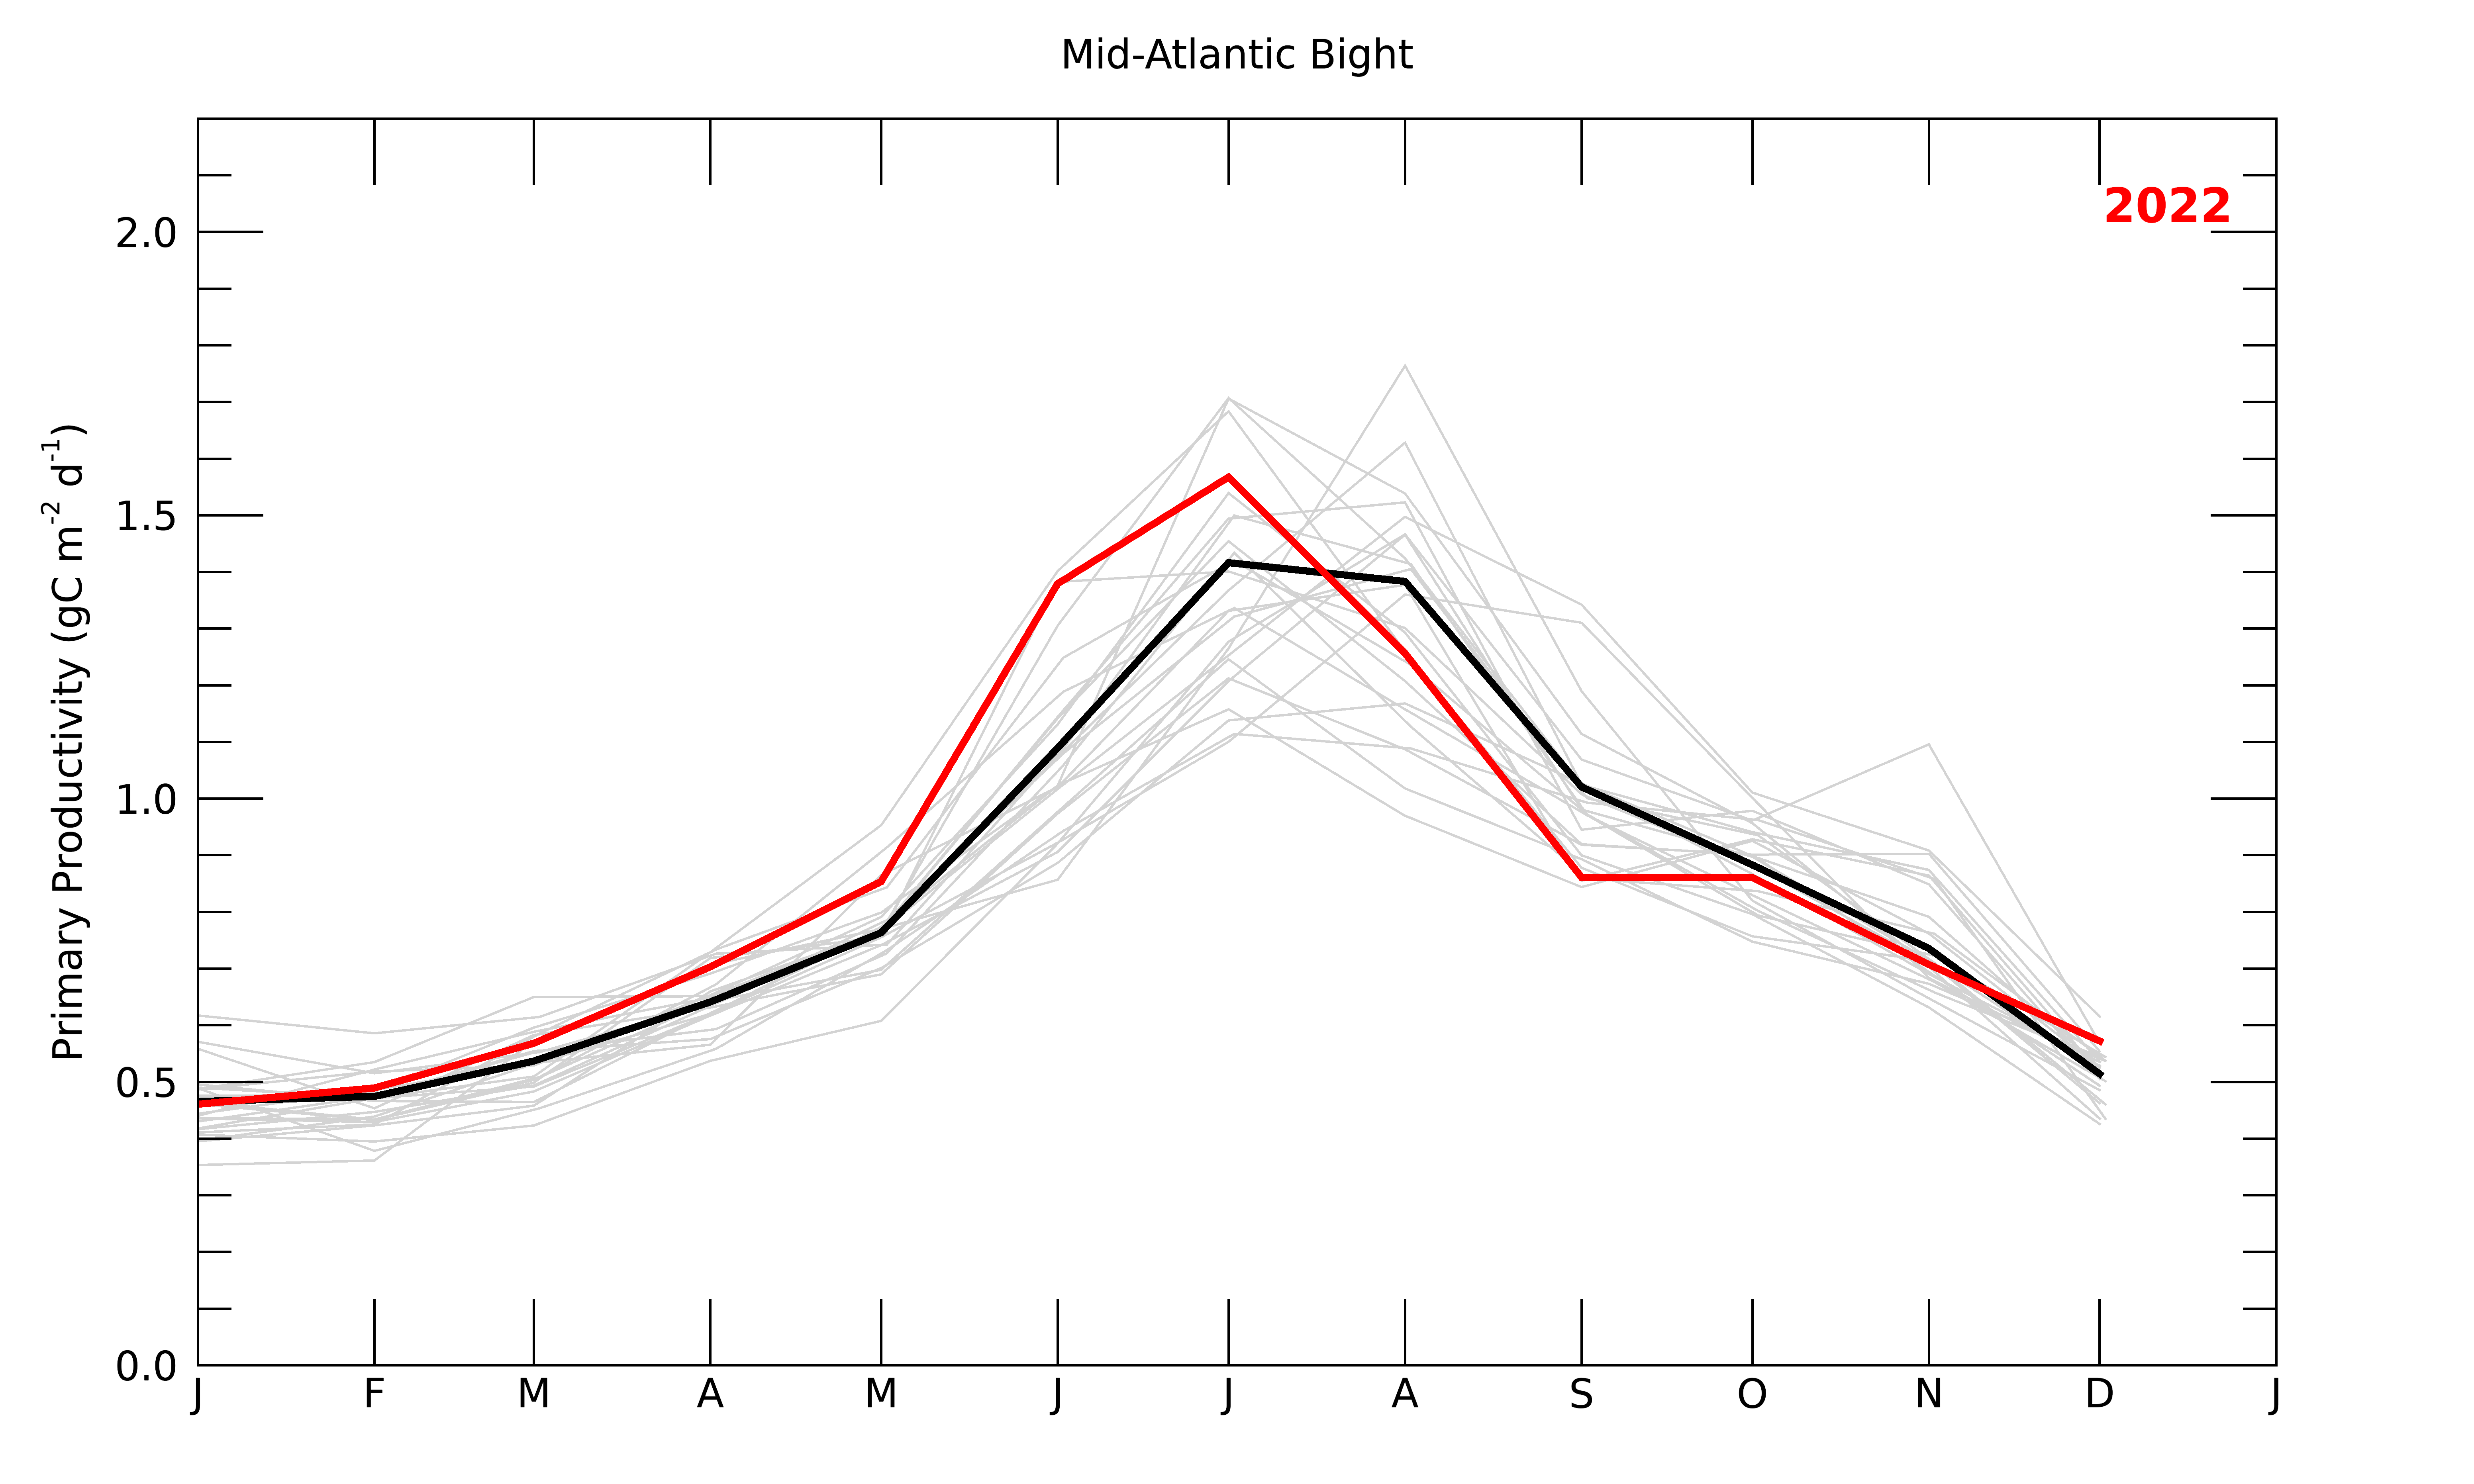 Mid-Atlantic Bight
2022
Primary Productivity (gC m⁻² d⁻¹)
2.0
1.5
1.0
0.5
0.0
J F M A M J J A S O N D J